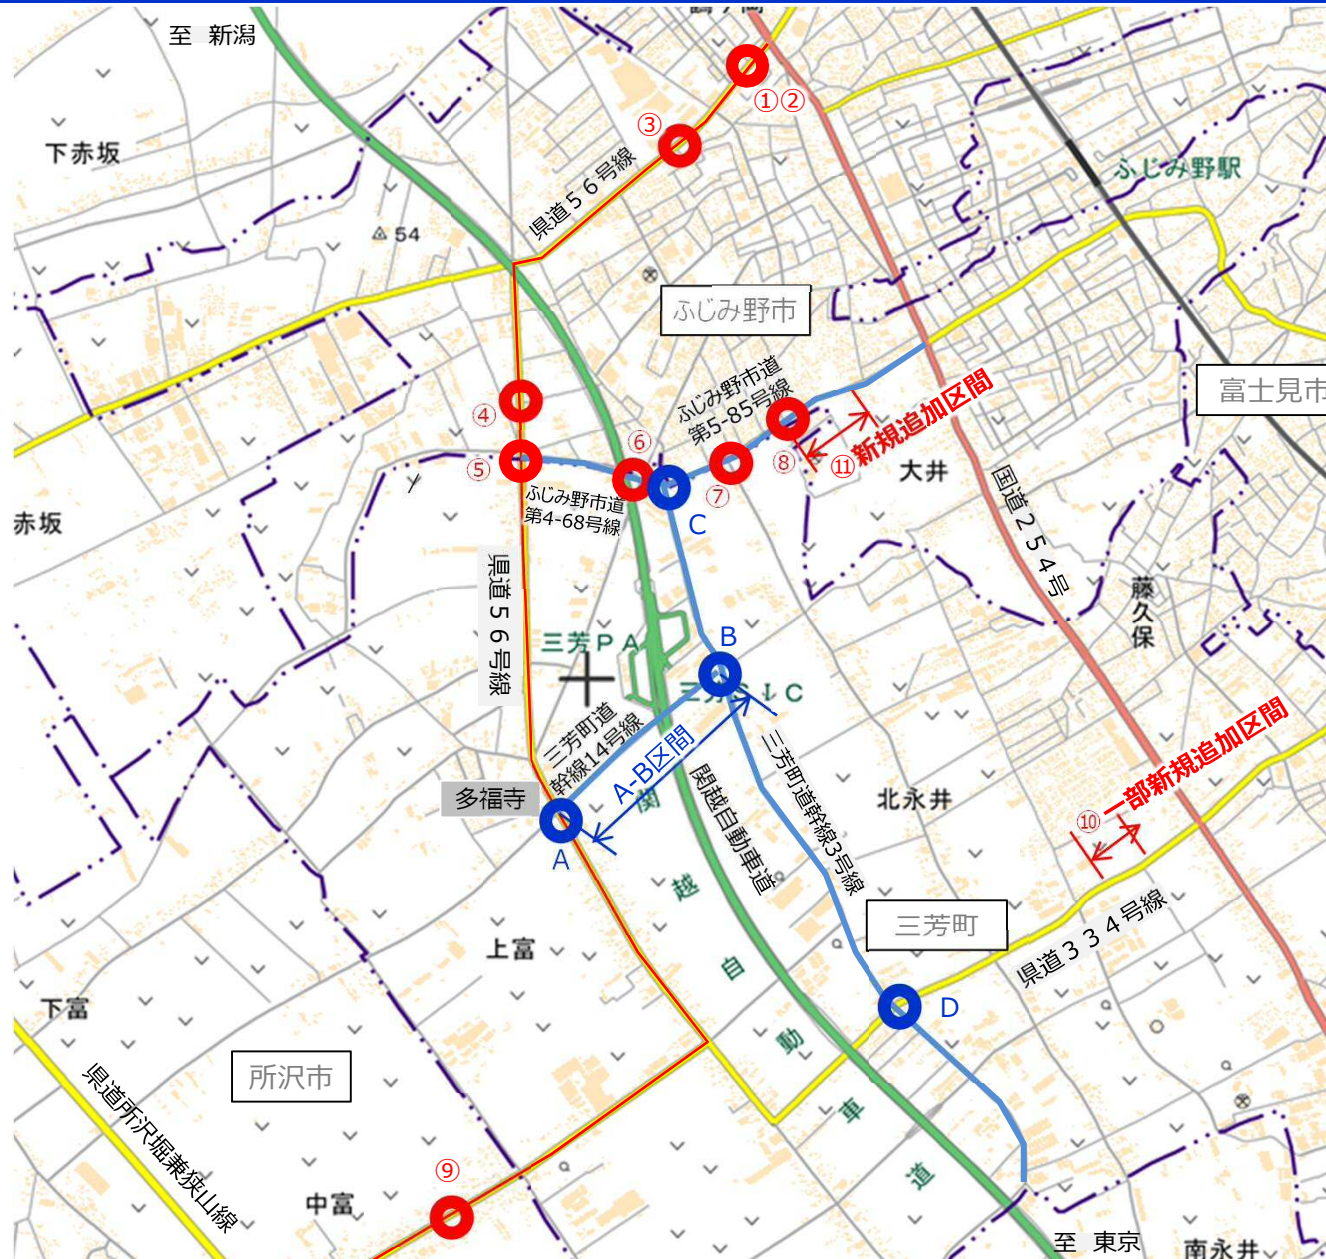 至 新潟
①②
③
下赤坂
県道５６号線
ふじみ野駅
54
ふじみ野市
富士見市
ふじみ野市道
第5-85号線
④
⑤
⑥
⑦
⑧
⑪新規追加区間
大井
国道２５４号
赤坂
ふじみ野市道
第4-68号線
C
県道５６号線
藤久保
三芳ＰＡ
B
三芳ＳＩＣ
三芳町道
幹線14号線
A-B区間
三芳町道幹線3号線
関越自動車道
多福寺
A
北永井
⑩一部新規追加区間
関越自動車道
三芳町
県道３３４号線
上富
下富
D
所沢市
県道所沢堀兼狭山線
⑨
中富
至 東京
南永井